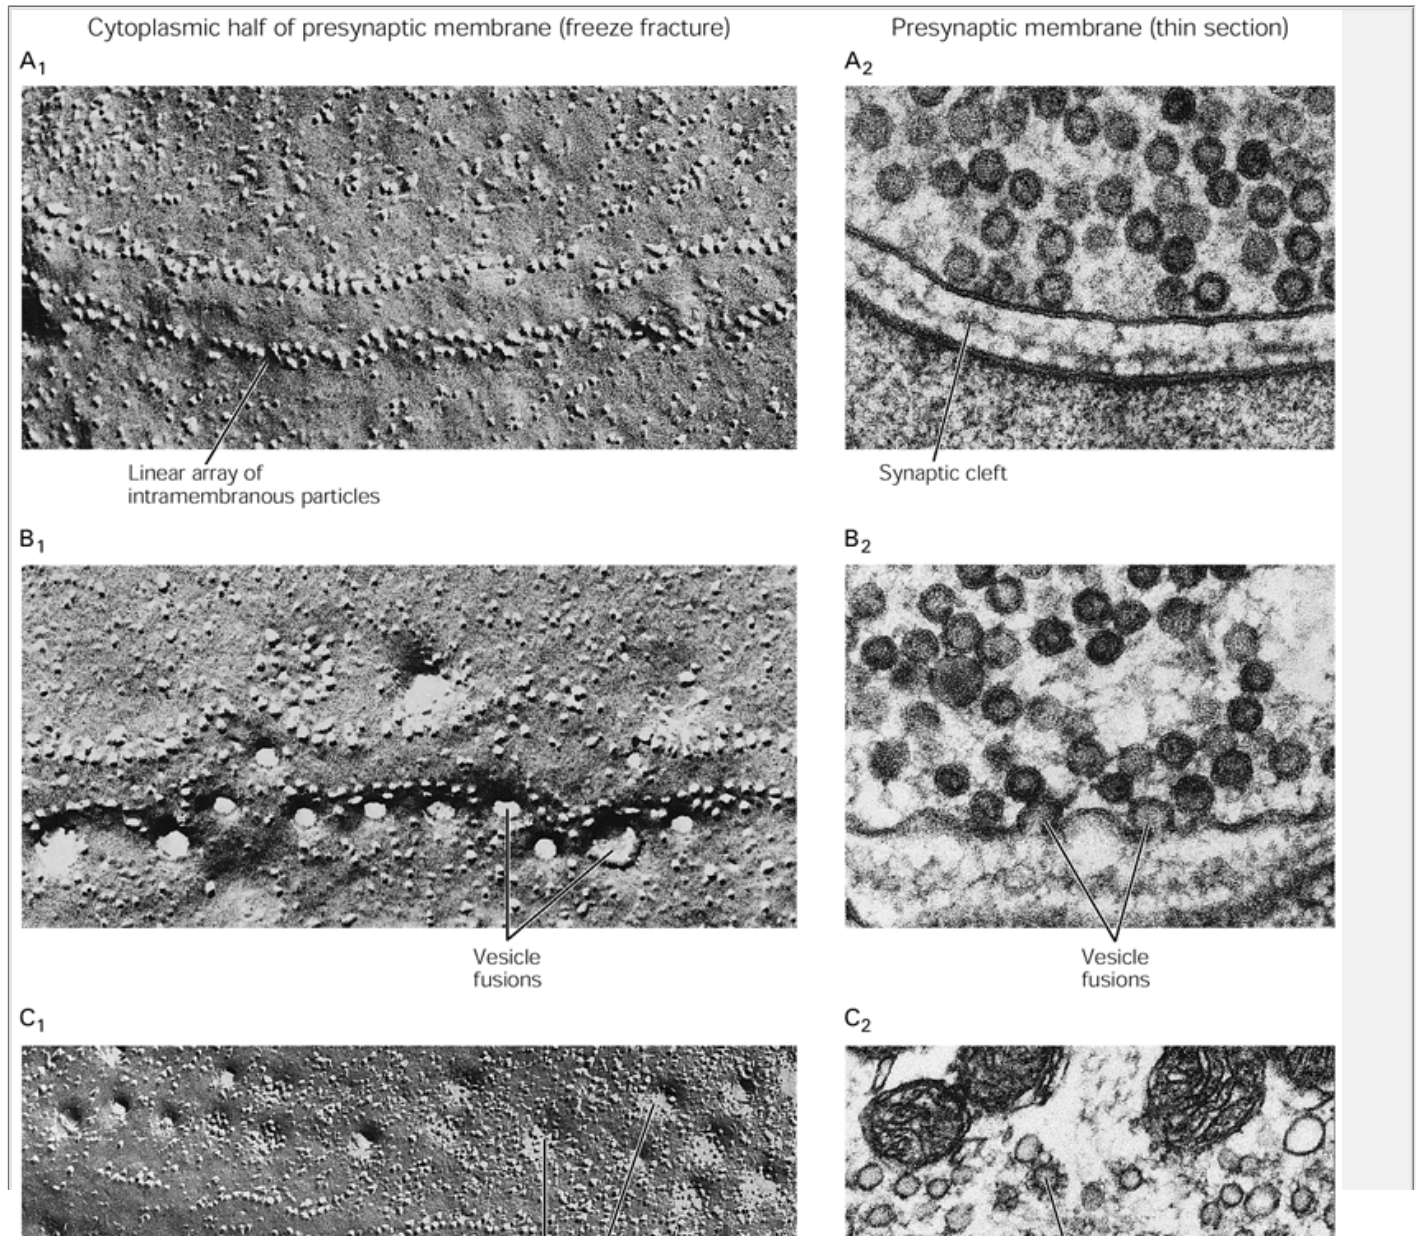 Cytoplasmic half of presynaptic membrane (freeze fracture)
Presynaptic membrane (thin section)
A1
A2
Linear array of
intramembranous particles
Synaptic cleft
B1
B2
Vesicle
fusions
Vesicle
fusions
C1
C2